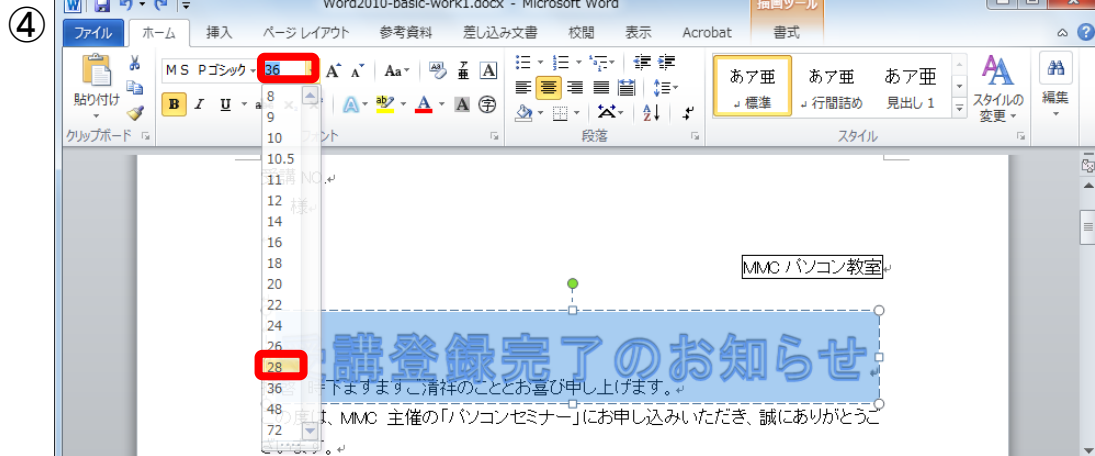 ④
Word2010-basic-work1.docx - Microsoft Word
描画ツール
ファイル ホーム 挿入 ページ レイアウト 参考資料 差し込み文書 校閲 表示 Acrobat 書式
貼り付け
クリップボード
MS Pゴシック 36
B I U
フォント
段落
あア亜 あア亜 あア亜
標準 行間詰め 見出し 1
スタイルの
変更
スタイル
編集
8
9
10
10.5
11
12
14
16
18
20
22
24
26
28
36
48
72
講 NO.
様
MMC パソコン教室
講登録完了のお知らせ
時下ますますご清祥のこととお喜び申し上げます。
の度は、MMC 主催の「パソコンセミナー」にお申し込みいただき、誠にありがとうご
ざいます。